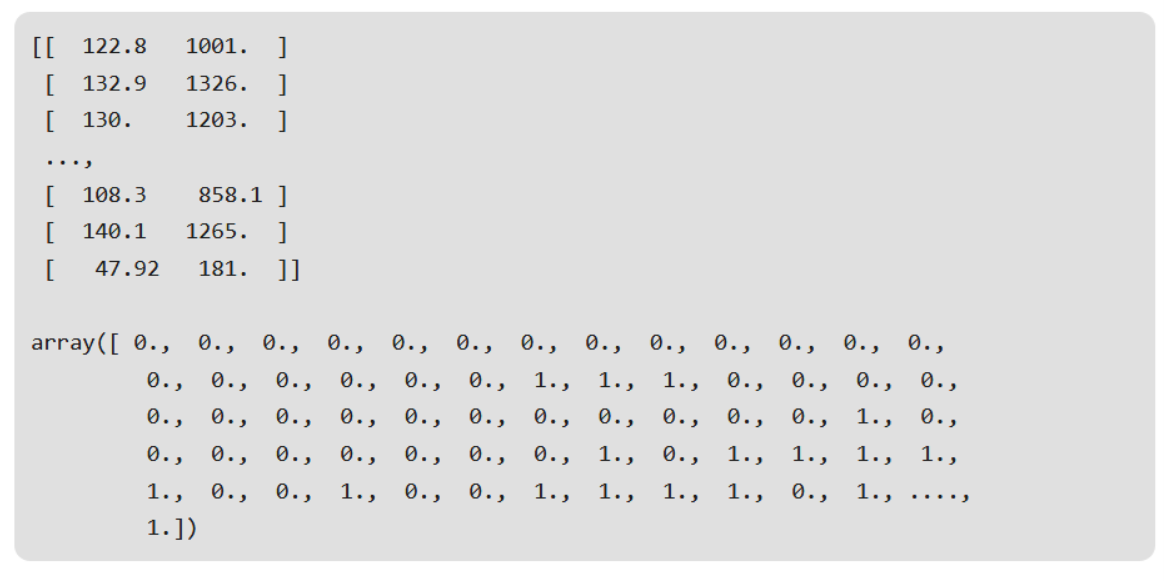 [[  122.8   1001.  ]
 [  132.9   1326.  ]
 [  130.    1203.  ]
 ...,
 [  108.3    858.1 ]
 [  140.1   1265.  ]
 [   47.92   181.  ]]

array([ 0.,  0.,  0.,  0.,  0.,  0.,  0.,  0.,  0.,  0.,  0.,  0.,  0.,
         0.,  0.,  0.,  0.,  0.,  0.,  1.,  1.,  1.,  0.,  0.,  0.,  0.,
         0.,  0.,  0.,  0.,  0.,  0.,  0.,  0.,  0.,  0.,  0.,  1.,  0.,
         0.,  0.,  0.,  0.,  0.,  0.,  0.,  1.,  0.,  1.,  1.,  1.,  1.,
         1.,  0.,  0.,  1.,  0.,  0.,  1.,  1.,  1.,  1.,  0.,  1., ....,
         1.])